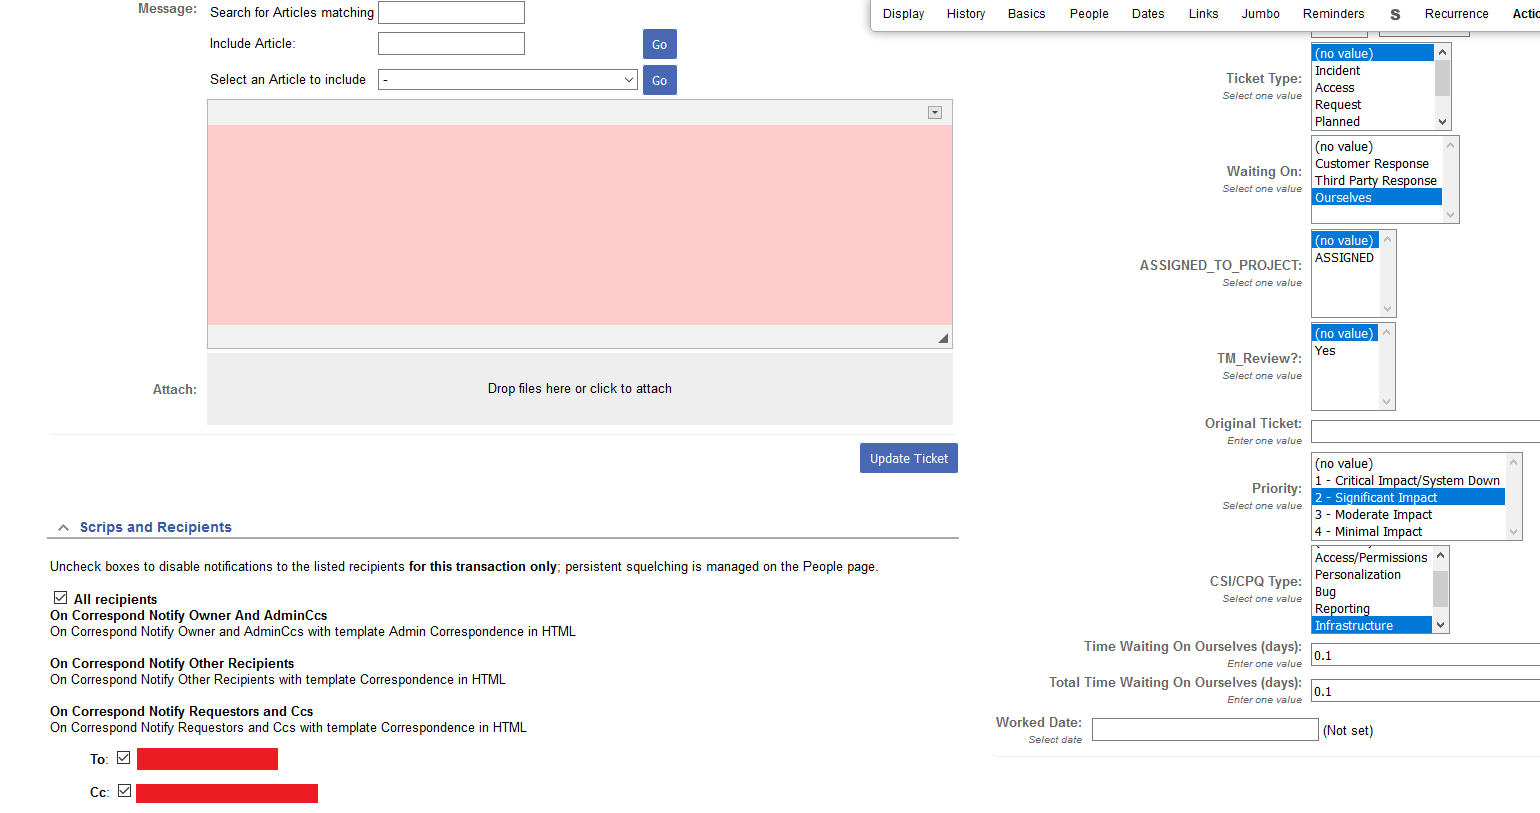 Display History Basics People Dates Links Jumbo Reminders S Recurrence Actio
Message:
Search for Articles matching
Include Article:
Go
Select an Article to include
-
Go
Attach:
Drop files here or click to attach
Update Ticket
Scrips and Recipients
Uncheck boxes to disable notifications to the listed recipients for this transaction only; persistent squelching is managed on the People page.
All recipients
On Correspond Notify Owner And AdminCcs
On Correspond Notify Owner and AdminCcs with template Admin Correspondence in HTML
On Correspond Notify Other Recipients
On Correspond Notify Other Recipients with template Correspondence in HTML
On Correspond Notify Requestors and Ccs
On Correspond Notify Requestors and Ccs with template Correspondence in HTML
To:
Cc:
Ticket Type:
Select one value
(no value)
Incident
Access
Request
Planned
Waiting On:
Select one value
(no value)
Customer Response
Third Party Response
Ourselves
ASSIGNED_TO_PROJECT:
Select one value
(no value)
ASSIGNED
TM_Review?:
Select one value
(no value)
Yes
Original Ticket:
Enter one value
Priority:
Select one value
(no value)
1 - Critical Impact/System Down
2 - Significant Impact
3 - Moderate Impact
4 - Minimal Impact
CSI/CPQ Type:
Select one value
Access/Permissions
Personalization
Bug
Reporting
Infrastructure
Time Waiting On Ourselves (days):
Enter one value
0.1
Total Time Waiting On Ourselves (days):
Enter one value
0.1
Worked Date:
Select date
(Not set)